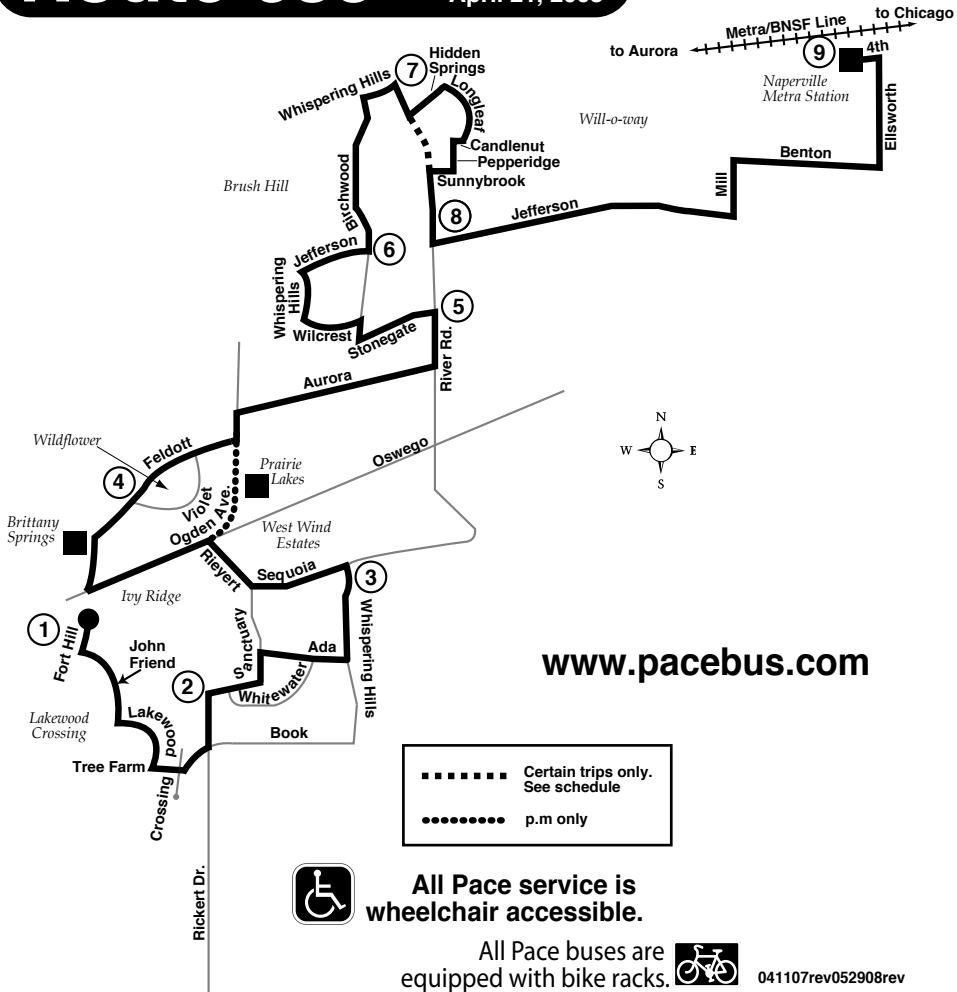 to Chicago
Metra/BNSF Line
to Aurora
9
4th
Naperville
Metra Station
Ellsworth
Will-o-way
Benton
Mill
Hidden
Springs
7
Whispering Hills
Longleaf
Candlenut
Pepperidge
Sunnybrook
Brush Hill
Birchwood
8
Jefferson
Jefferson
6
Whispering
Hills
Wilcrest
Stonegate
5
River Rd.
Aurora
N
W
E
S
Wildflower
Feldott
4
Prairie
Lakes
Oswego
Violet
Ogden Ave.
West Wind
Estates
Brittany
Springs
Rieyert
Sequoia
3
Ivy Ridge
1
Fort Hill
John
Friend
Sanctuary
Ada
Whispering Hills
2
Whitewater
Lakewood
Crossing
Lakewood
Crossing
Book
Tree Farm
Rickert Dr.
www.pacebus.com
Certain trips only.
See schedule
p.m only
All Pace service is
wheelchair accessible.
All Pace buses are
equipped with bike racks.
041107rev052908rev